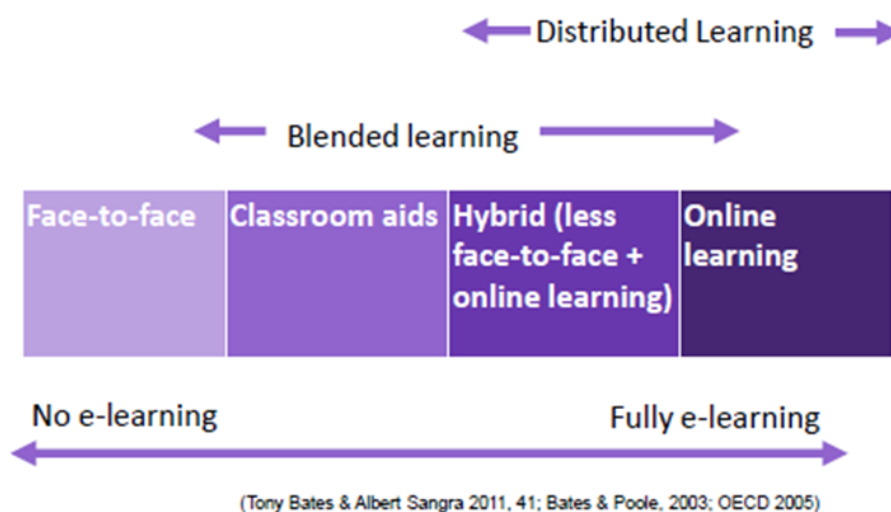 Distributed Learning
Blended learning
Face-to-face
Classroom aids
Hybrid (less
face-to-face +
online learning)
Online
learning
No e-learning
Fully e-learning
(Tony Bates & Albert Sangra 2011, 41; Bates & Poole, 2003; OECD 2005)